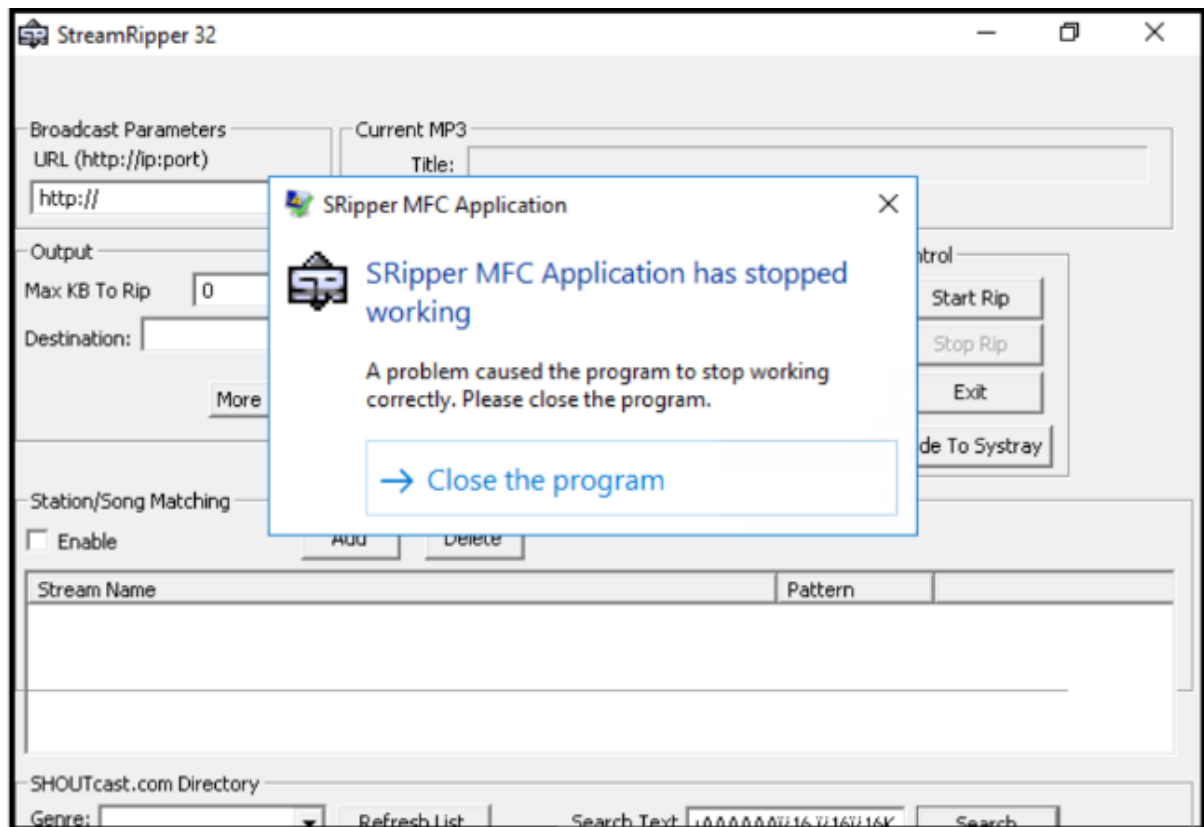 StreamRipper 32
Broadcast Parameters
Current MP3
URL (http://ip:port)
Title:
http://
SRipper MFC Application
Output
Max KB To Rip
0
SRipper MFC Application has stopped
working
Start Rip
Destination:
Stop Rip
A problem caused the program to stop working
correctly. Please close the program.
More
Exit
de To Systray
Close the program
Station/Song Matching
Enable
Add
Delete
Stream Name
Pattern
SHOUTcast.com Directory
Genre:
Refresh List
Search Text
Search